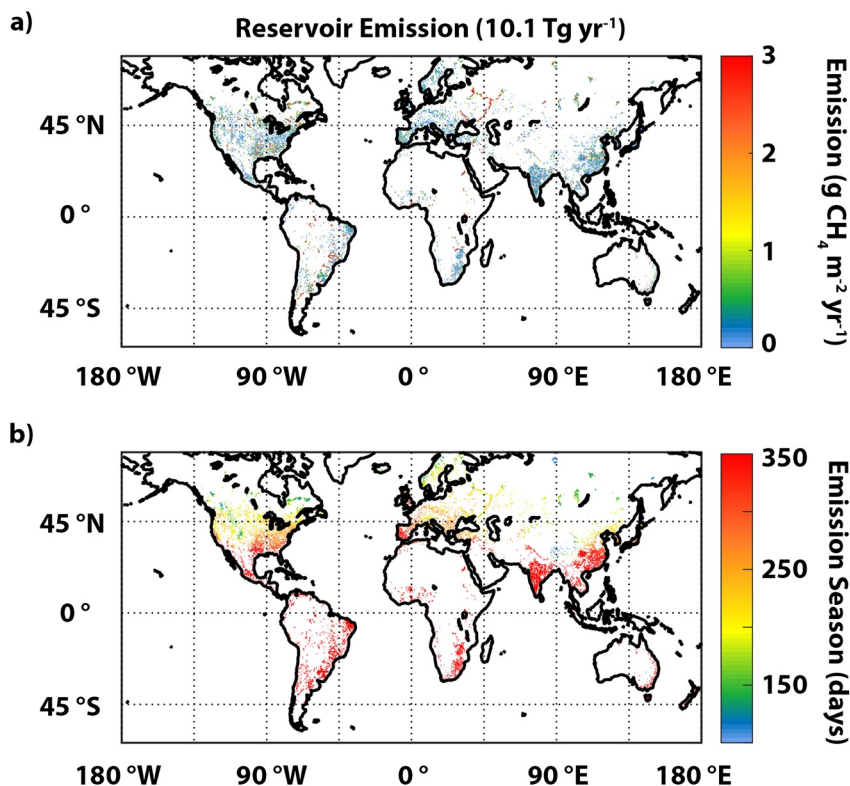 a)
Reservoir Emission (10.1 Tg yr⁻¹)
45 °N
0 °
45 °S
180 °W 90 °W 0 ° 90 °E 180 °E
3
2
1
0
Emission (g CH₄ m⁻² yr⁻¹)
b)
45 °N
0 °
45 °S
180 °W 90 °W 0 ° 90 °E 180 °E
350
250
150
Emission Season (days)